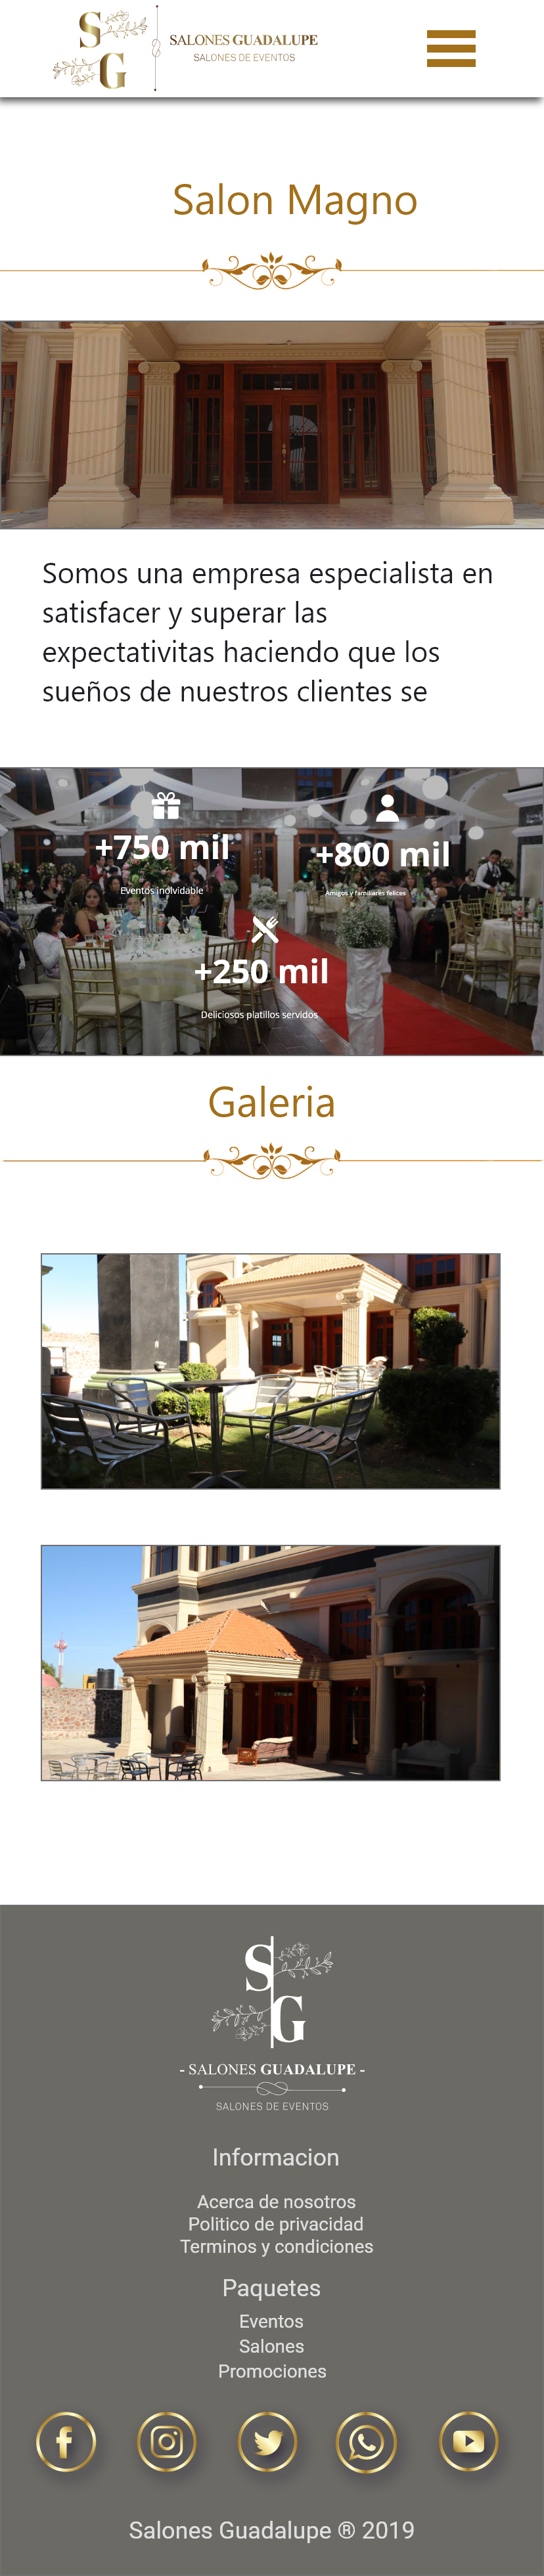 S
G
SALONES GUADALUPE
SALONES DE EVENTOS
Salon Magno
Somos una empresa especialista en
satisfacer y superar las
expectativitas haciendo que los
sueños de nuestros clientes se
+750 mil
Eventos inolvidable
+800 mil
Amigos y familiares felices
+250 mil
Deliciosos platillos servidos
Galeria
S
G
- SALONES GUADALUPE -
SALONES DE EVENTOS
Informacion
Acerca de nosotros
Politico de privacidad
Terminos y condiciones
Paquetes
Eventos
Salones
Promociones
Salones Guadalupe ® 2019